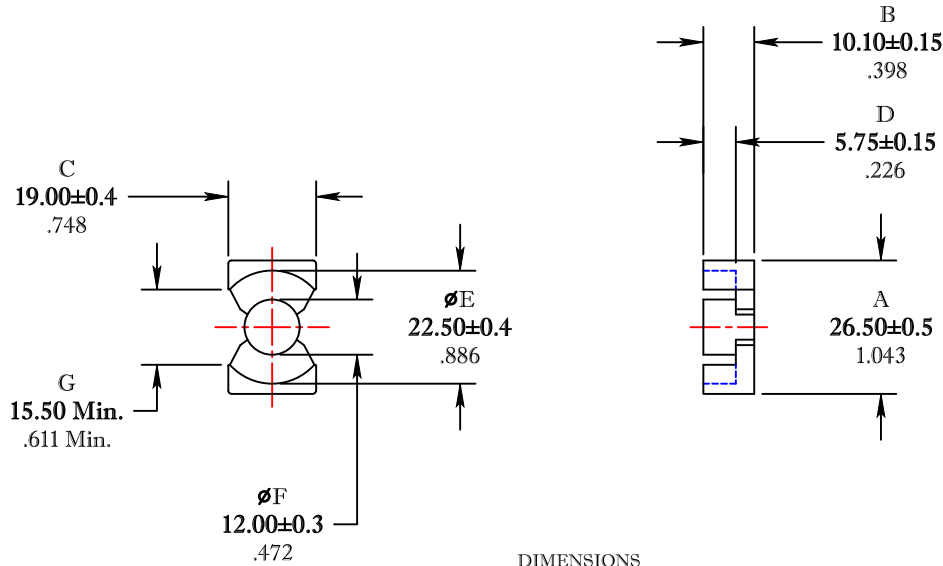 B
10.10±0.15
.398
D
5.75±0.15
.226
C
19.00±0.4
.748
øE
22.50±0.4
.886
A
26.50±0.5
1.043
G
15.50 Min.
.611 Min.
øF
12.00±0.3
.472
DIMENSIONS